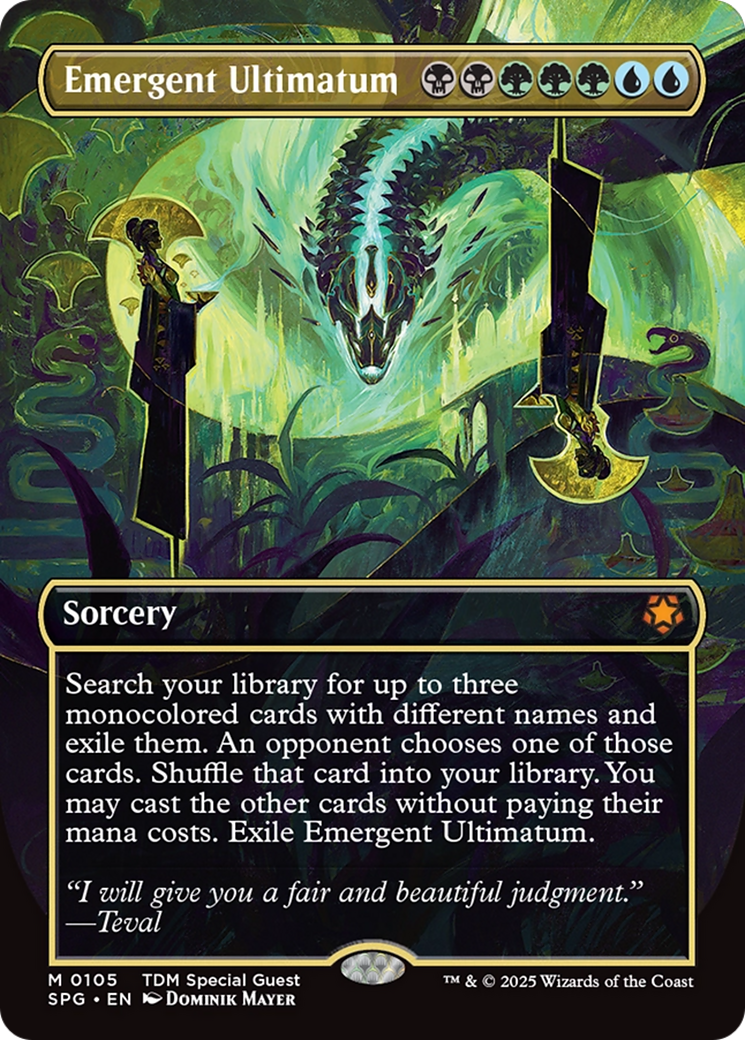 Emergent Ultimatum
Sorcery
Search your library for up to three
monocolored cards with different names and
exile them. An opponent chooses one of those
cards. Shuffle that card into your library. You
may cast the other cards without paying their
mana costs. Exile Emergent Ultimatum.
“I will give you a fair and beautiful judgment.”
—Teval
M 0105 TDM Special Guest
SPG • EN Dominik Mayer
™ & © 2025 Wizards of the Coast